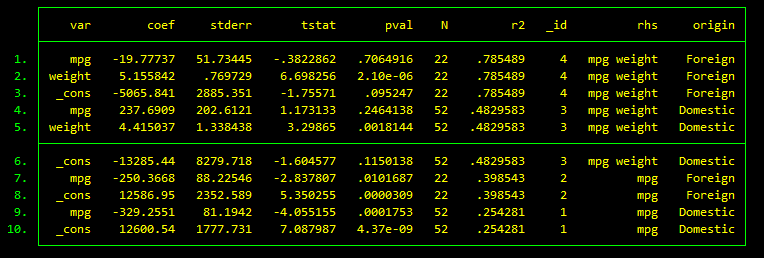 var coef stderr tstat pval N r2 _id rhs origin
1. mpg -19.77737 51.73445 -.3822862 .7064916 22 .785489 4 mpg weight Foreign
2. weight 5.155842 .769729 6.698256 2.10e-06 22 .785489 4 mpg weight Foreign
3. _cons -5065.841 2885.351 -1.75571 .095247 22 .785489 4 mpg weight Foreign
4. mpg 237.6909 202.6121 1.173133 .2464138 52 .4829583 3 mpg weight Domestic
5. weight 4.415037 1.338438 3.29865 .0018144 52 .4829583 3 mpg weight Domestic
6. _cons -13285.44 8279.718 -1.604577 .1150138 52 .4829583 3 mpg weight Domestic
7. mpg -250.3668 88.22546 -2.837807 .0101687 22 .398543 2 mpg Foreign
8. _cons 12586.95 2352.589 5.350255 .0000309 22 .398543 2 mpg Foreign
9. mpg -329.2551 81.1942 -4.055155 .0001753 52 .254281 1 mpg Domestic
10. _cons 12600.54 1777.731 7.087987 4.37e-09 52 .254281 1 mpg Domestic